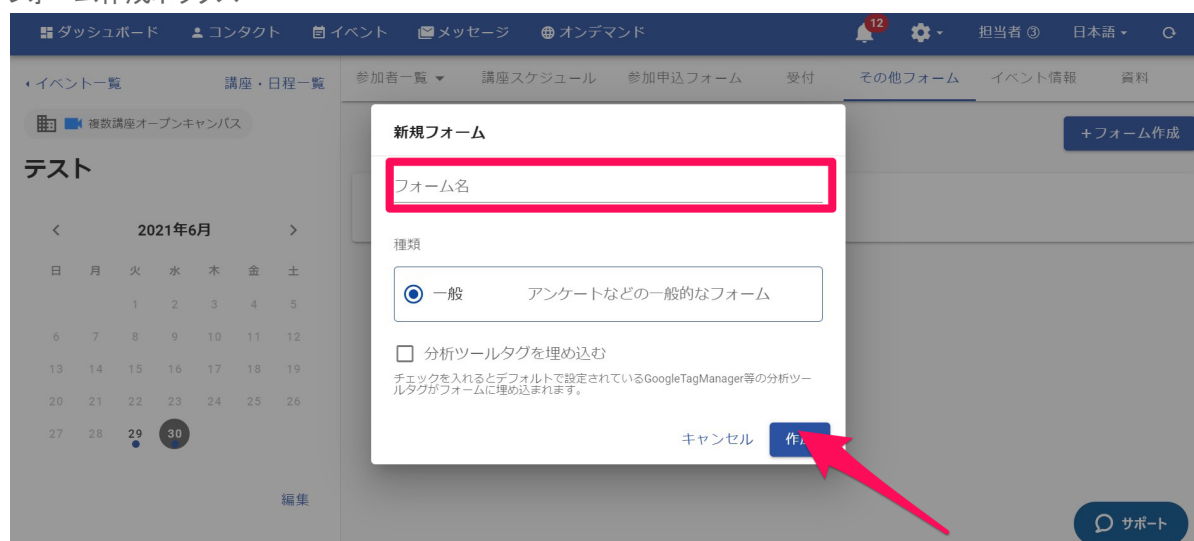 ダッシュボード コンタクト イベント メッセージ オンデマンド 12 担当者 ③ 日本語
イベント一覧 講座・日程一覧
参加者一覧 講座スケジュール 参加申込フォーム 受付 その他フォーム イベント情報 資料
複数講座オープンキャンパス
テスト
+フォーム作成
新規フォーム
フォーム名
種類
一般 アンケートなどの一般的なフォーム
分析ツールタグを埋め込む
チェックを入れるとデフォルトで設定されているGoogleTagManager等の分析ツー
ルタグがフォームに埋め込まれます。
キャンセル 作
2021年6月
日 月 火 水 木 金 土
1 2 3 4 5
6 7 8 9 10 11 12
13 14 15 16 17 18 19
20 21 22 23 24 25 26
27 28 29 30
編集
サポート